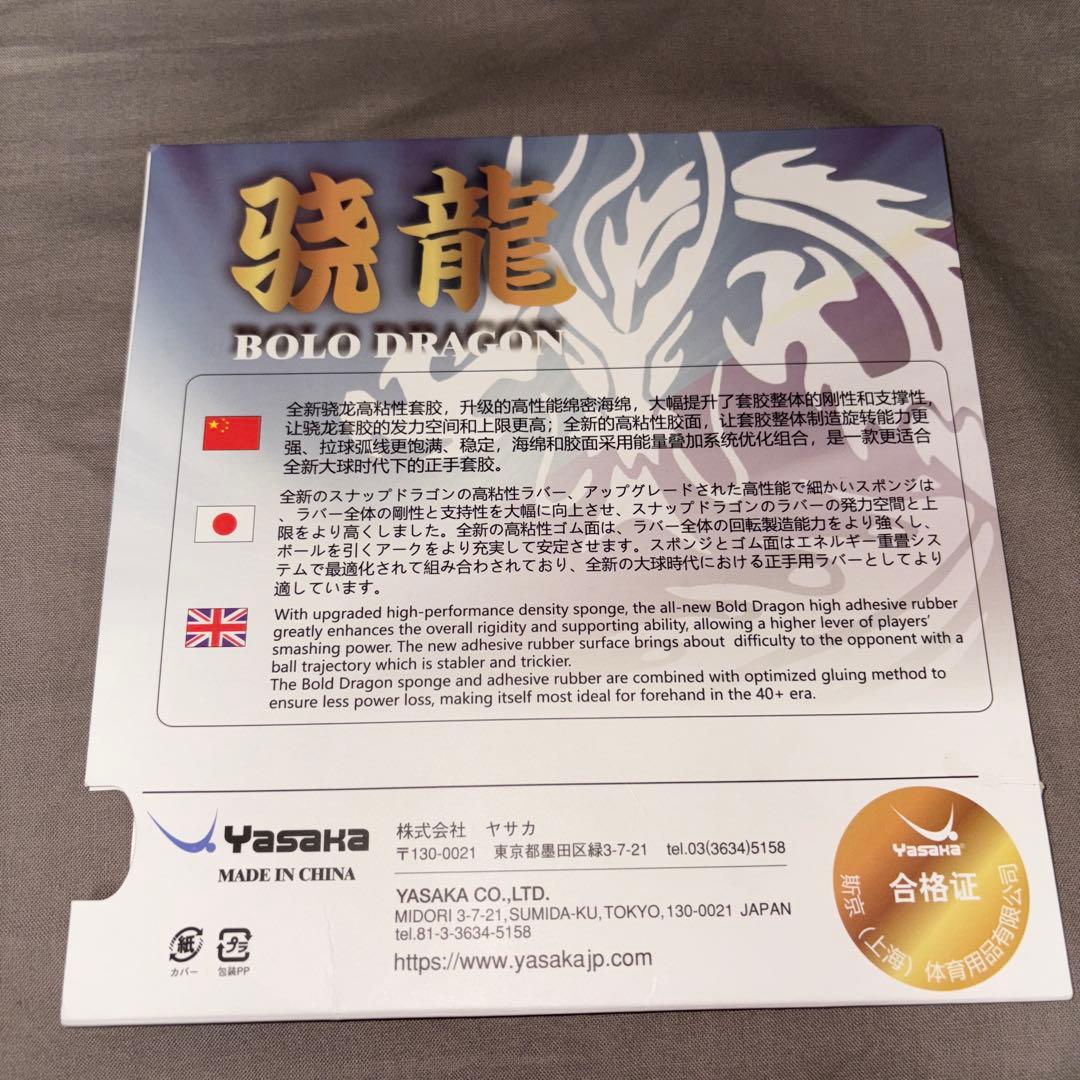 骁龍
BOLO DRAGON
全新骁龙高粘性套胶，升级的高性能绵密海绵，大幅提升了套胶整体的刚性和支撑性，
让骁龙套胶的发力空间和上限更高；全新的高粘性胶面，让套胶整体制造旋转能力更
强、拉球弧线更饱满、稳定，海绵和胶面采用能量叠加系统优化组合，是一款更适合
全新大球时代下的正手套胶。
全新のスナップドラゴンの高粘性ラバー、アップグレードされた高性能で細かいスポンジは
、ラバー全体の剛性と支持性を大幅に向上させ、スナップドラゴンのラバーの発力空間と上
限をより高くしました。全新の高粘性ゴム面は、ラバー全体の回転製造能力をより強くし、
ボールを引くアークをより充実して安定させます。スポンジとゴム面はエネルギー重畳シス
テムで最適化されて組み合わされており、全新の大球時代における正手用ラバーとしてより
適しています。
With upgraded high-performance density sponge, the all-new Bold Dragon high adhesive rubber
greatly enhances the overall rigidity and supporting ability, allowing a higher lever of players'
smashing power. The new adhesive rubber surface brings about difficulty to the opponent with a
ball trajectory which is stabler and trickier.
The Bold Dragon sponge and adhesive rubber are combined with optimized gluing method to
ensure less power loss, making itself most ideal for forehand in the 40+ era.
Yasaka
MADE IN CHINA
紙
カバー
プラ
包装PP
株式会社 ヤサカ
〒130-0021 東京都墨田区緑3-7-21 tel.03(3634)5158
YASAKA CO.,LTD.
MIDORI 3-7-21,SUMIDA-KU,TOKYO,130-0021 JAPAN
tel.81-3-3634-5158
https://www.yasakajp.com
Yasaka®
合格证
斯京（上海）体育用品有限公司